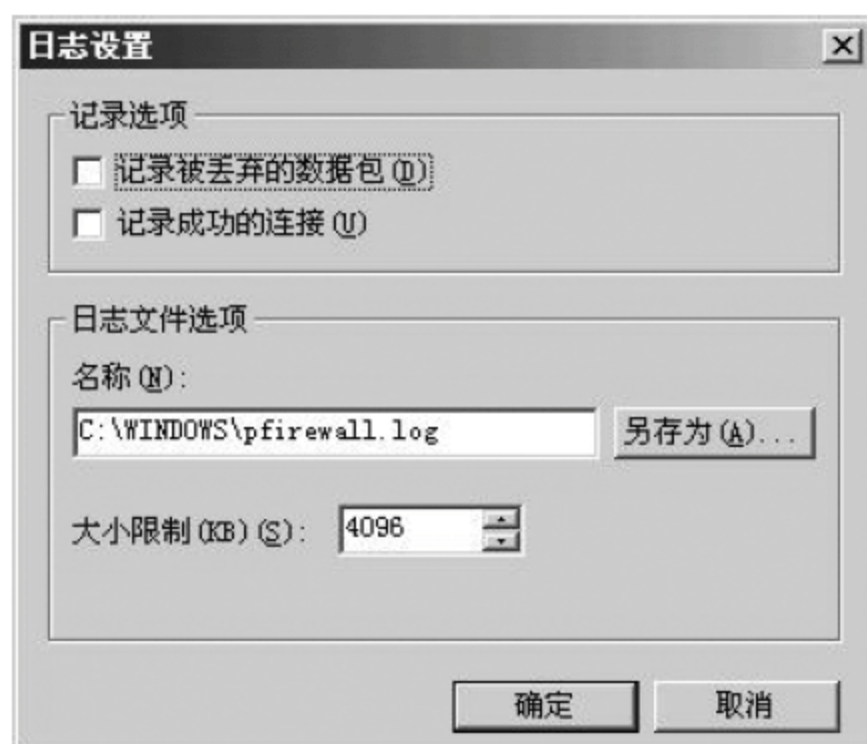 日志设置
记录选项
记录被丢弃的数据包(D)
记录成功的连接(U)
日志文件选项
名称(N):
C:\WINDOWS\pfirewall.log 另存为(A)...
大小限制(KB)(S): 4096
确定 取消